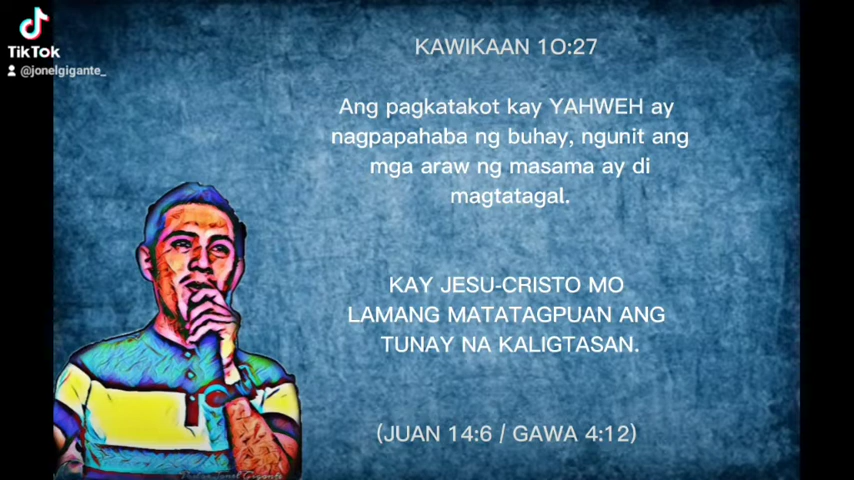 TikTok
@jonelgigante_
KAWIKAAN 10:27
Ang pagkatakot kay YAHWEH ay
nagpapahaba ng buhay, ngunit ang
mga araw ng masama ay di
magtatagal.
KAY JESU-CRISTO MO
LAMANG MATATAGPUAN ANG
TUNAY NA KALIGTASAN.
(JUAN 14:6 / GAWA 4:12)